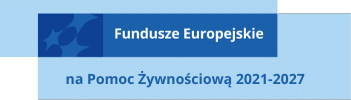 Fundusze Europejskie
na Pomoc Żywnościową 2021-2027